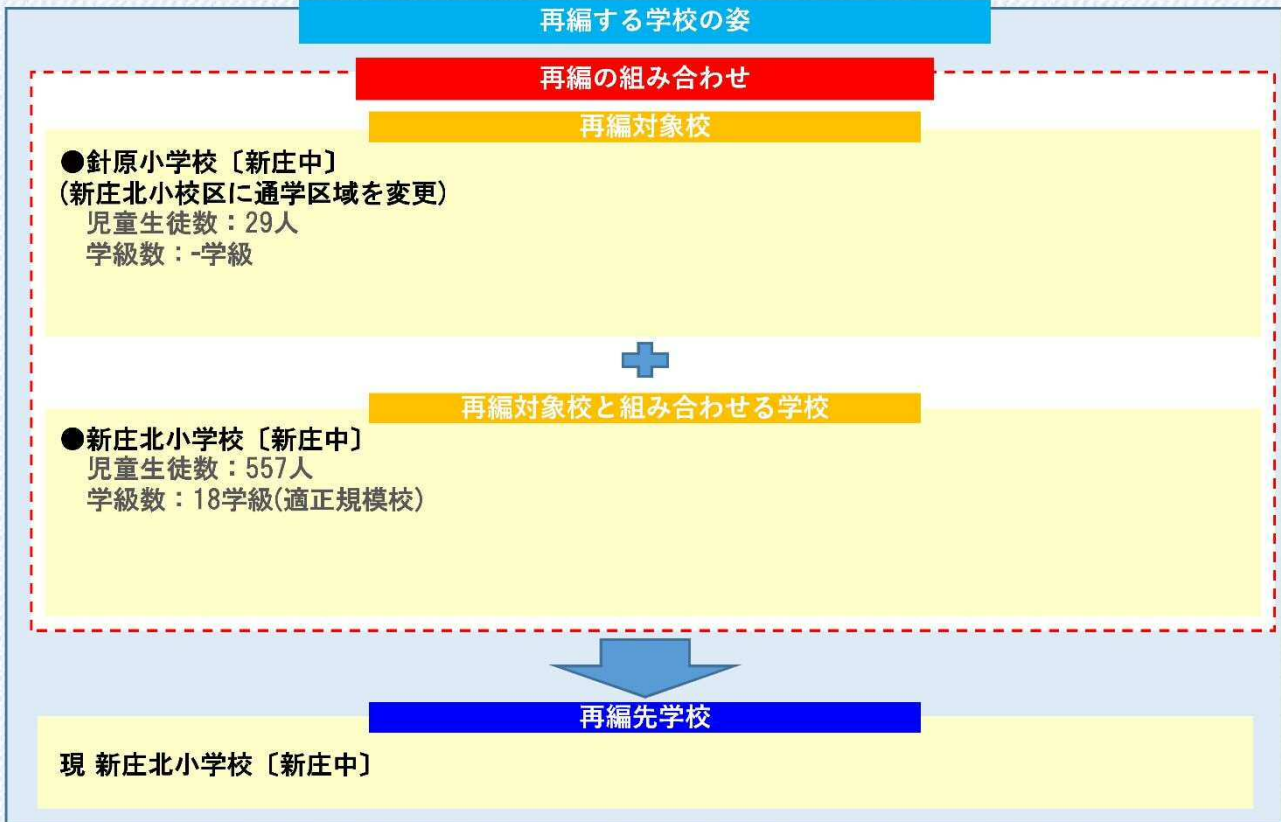 再編する学校の姿
再編の組み合わせ
再編対象校
●針原小学校〔新庄中〕
(新庄北小校区に通学区域を変更)
児童生徒数：29人
学級数：-学級
再編対象校と組み合わせる学校
●新庄北小学校〔新庄中〕
児童生徒数：557人
学級数：18学級(適正規模校)
再編先学校
現 新庄北小学校〔新庄中〕